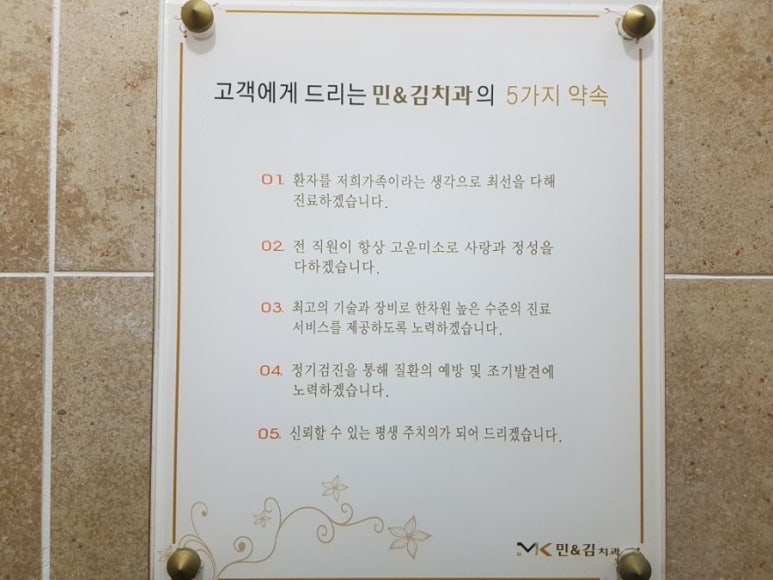 고객에게 드리는 민&김치과의 5가지 약속
01. 환자를 저희가족이라는 생각으로 최선을 다해
진료하겠습니다.
02. 전 직원이 항상 고운미소로 사랑과 정성을
다하겠습니다.
03. 최고의 기술과 장비로 한차원 높은 수준의 진료
서비스를 제공하도록 노력하겠습니다.
04. 정기검진을 통해 질환의 예방 및 조기발견에
노력하겠습니다.
05. 신뢰할 수 있는 평생 주치의가 되어 드리겠습니다.
MK 민&김치과